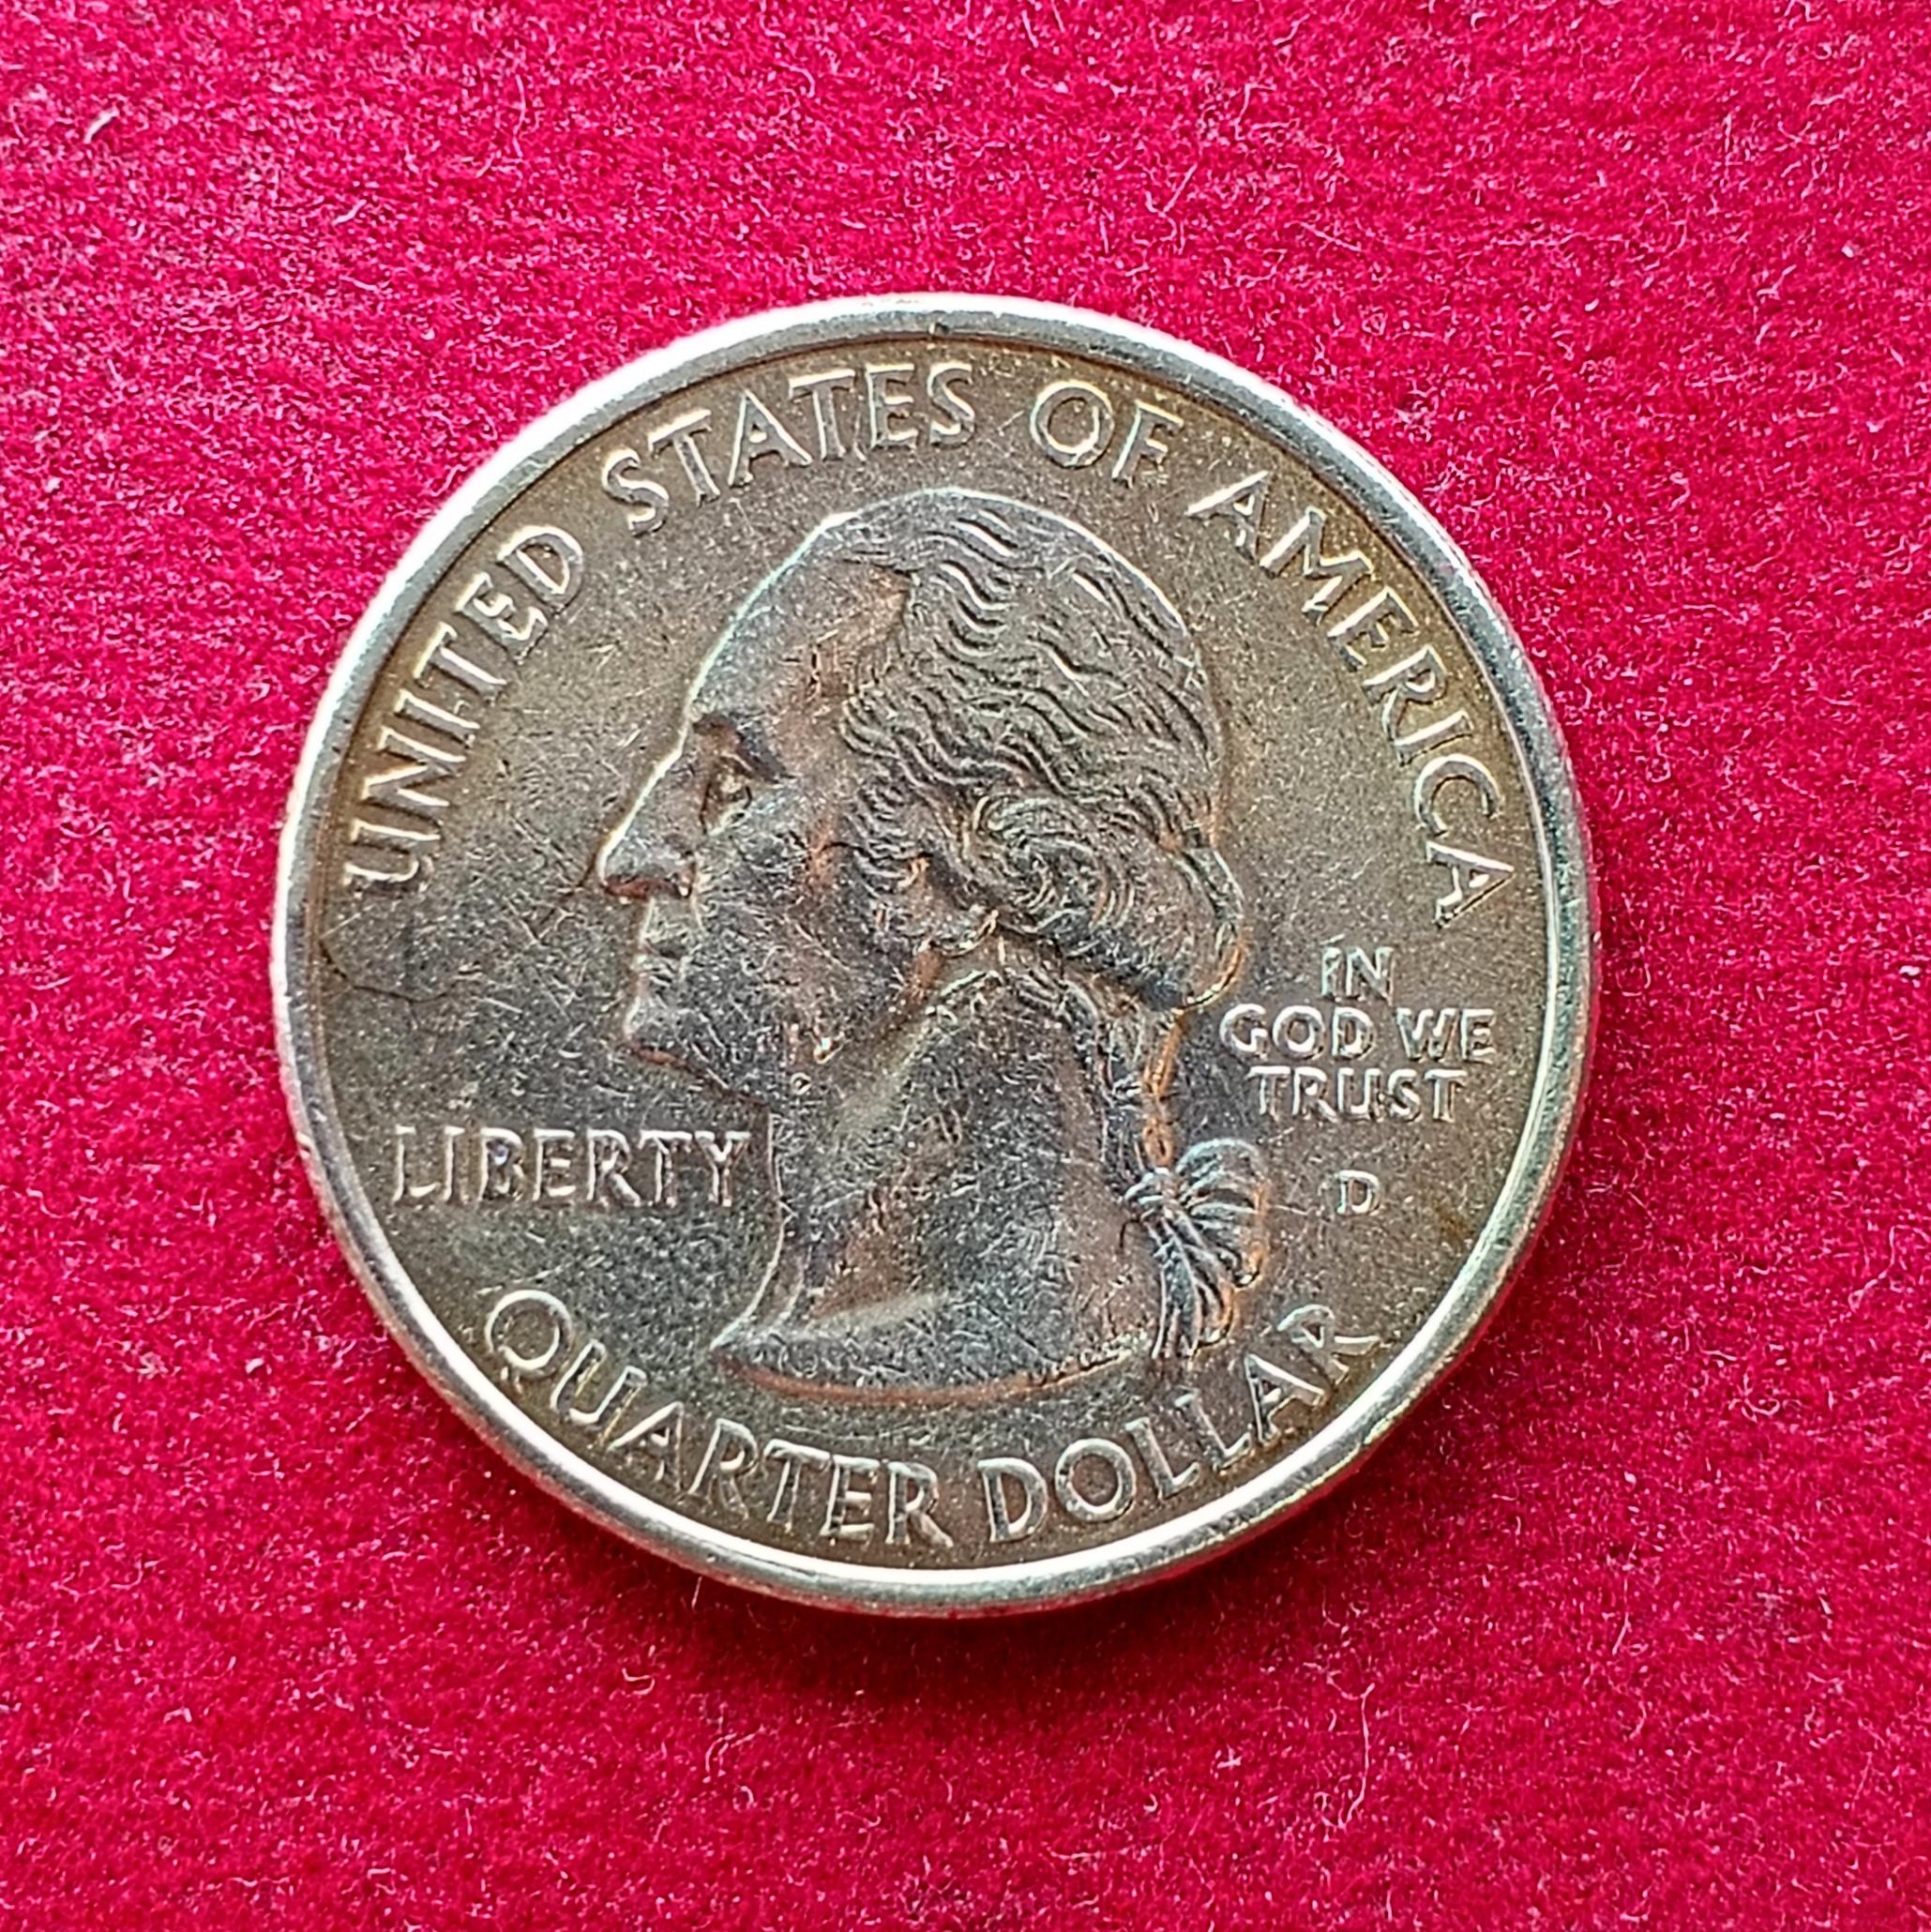 UNITED STATES OF AMERICA
IN
GOD WE
TRUST
LIBERTY
D
QUARTER DOLLAR